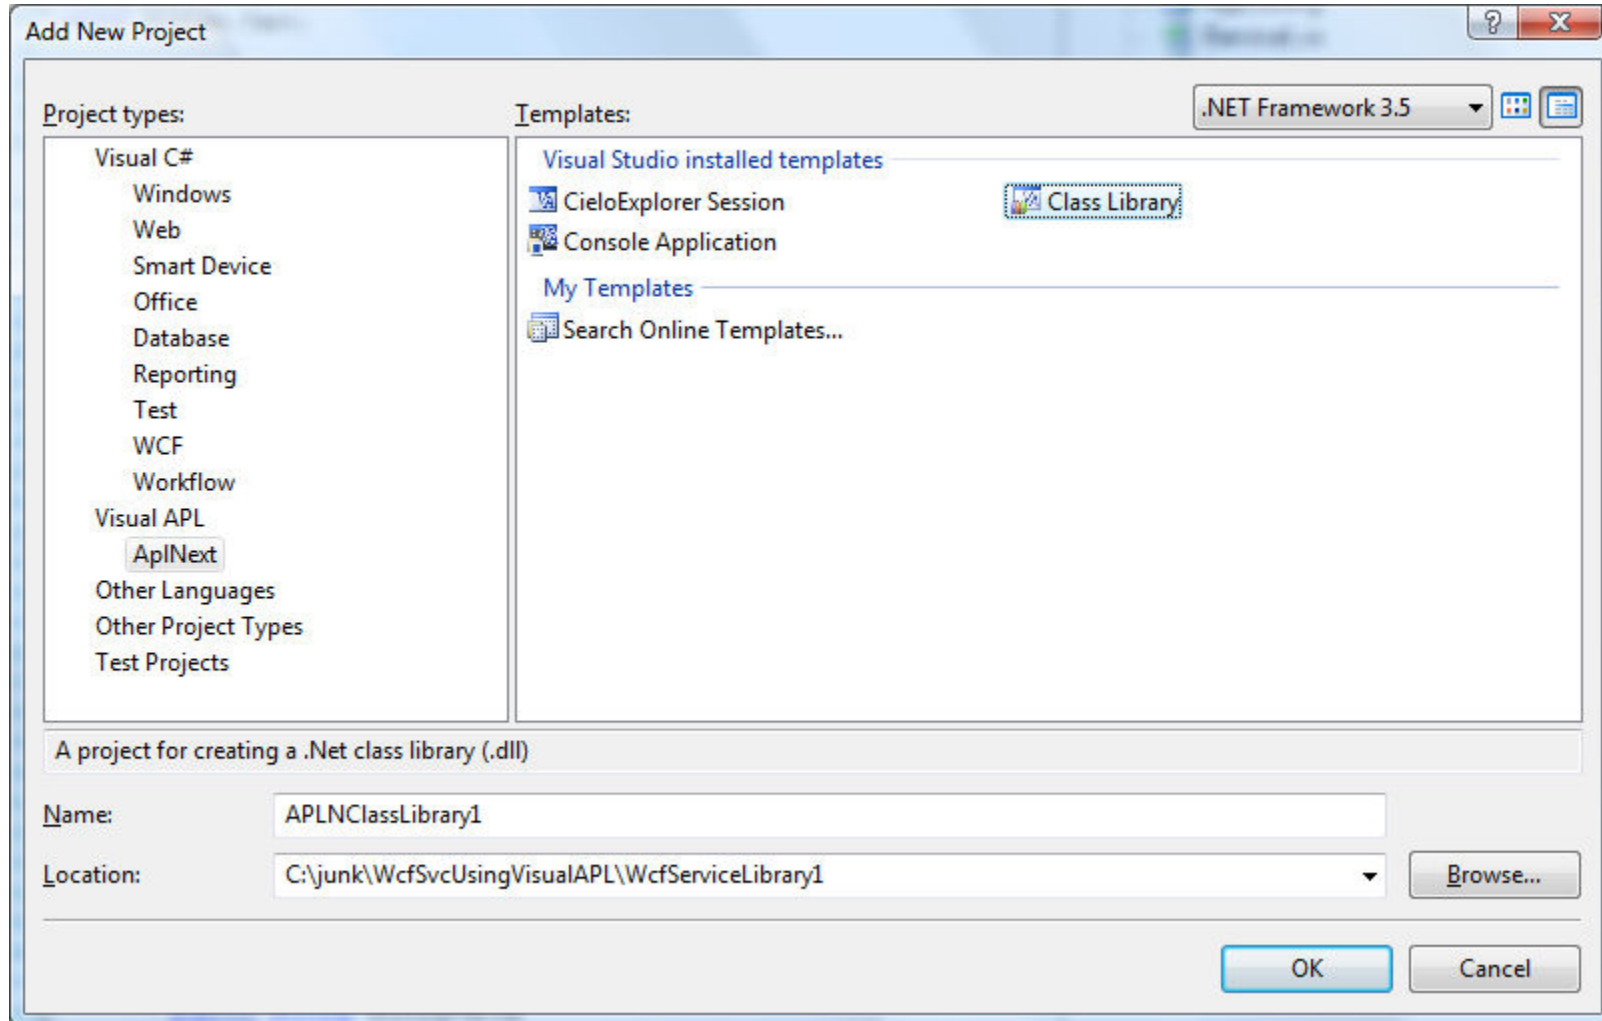 Add New Project
Project types:
Templates:
.NET Framework 3.5
Visual C#
Windows
Web
Smart Device
Office
Database
Reporting
Test
WCF
Workflow
Visual APL
AplNext
Other Languages
Other Project Types
Test Projects
Visual Studio installed templates
CieloExplorer Session
Class Library
Console Application
My Templates
Search Online Templates...
A project for creating a .Net class library (.dll)
Name:
APLNClassLibrary1
Location:
C:\junk\WcfSvcUsingVisualAPL\WcfServiceLibrary1
Browse...
OK
Cancel